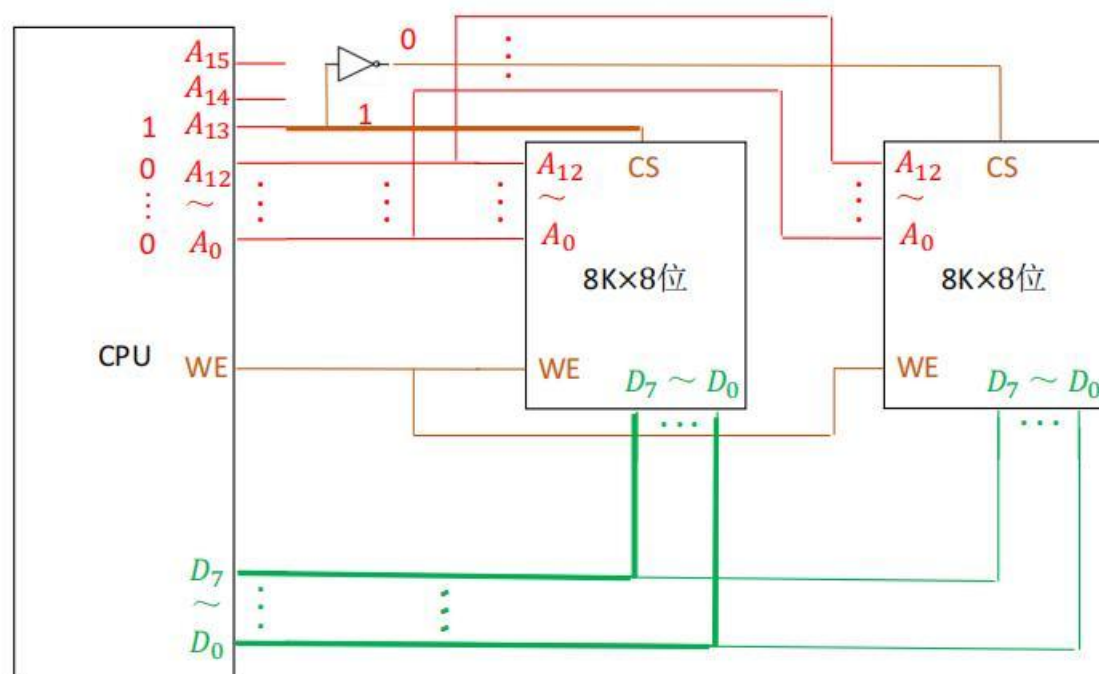 A₁₅
0
A₁₄
1 A₁₃
1
0 A₁₂
⋮ ~
0 A₀
A₁₂ CS
~
A₀
8K×8位
A₁₂ CS
~
A₀
8K×8位
CPU WE
WE
D₇ ~ D₀
WE
D₇ ~ D₀
D₇
~
D₀